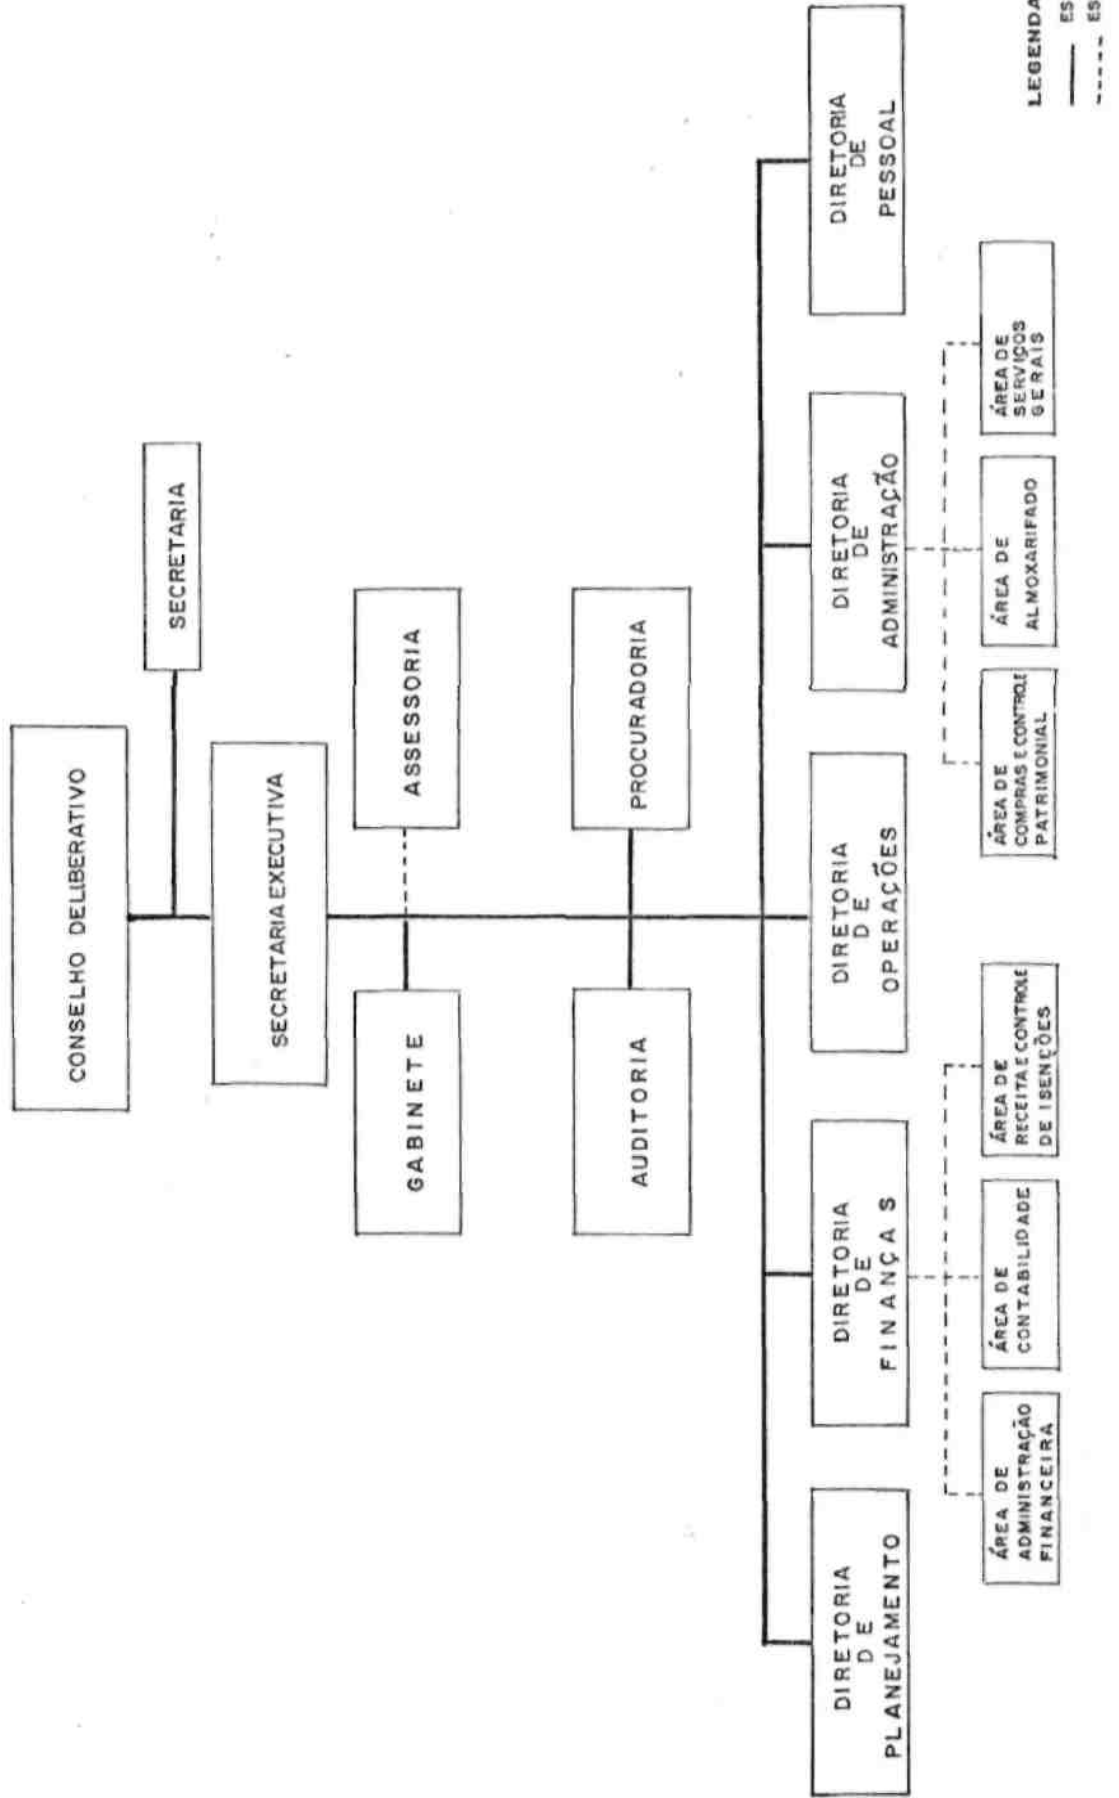 CONSELHO DELIBERATIVO
SECRETARIA
SECRETARIA EXECUTIVA
GABINETE
ASSESSORIA
AUDITORIA
PROCURADORIA
DIRETORIA
DE
PLANEJAMENTO
DIRETORIA
DE
FINANÇAS
DIRETORIA
DE
OPERAÇÕES
DIRETORIA
DE
ADMINISTRAÇÃO
DIRETORIA
DE
PESSOAL
ÁREA DE
ADMINISTRAÇÃO
FINANCEIRA
ÁREA DE
CONTABILIDADE
ÁREA DE
RECEITA E CONTROLE
DE ISENÇÕES
ÁREA DE
COMPRAS E CONTROLE
PATRIMONIAL
ÁREA DE
ALMOXARIFADO
ÁREA DE
SERVIÇOS
GERAIS
LEGENDA
ES
ES